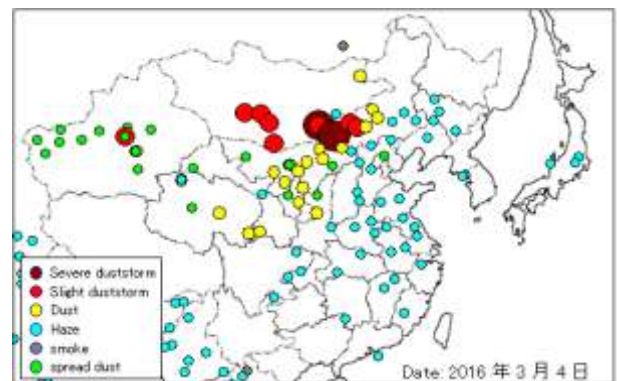 Severe duststorm
Slight duststorm
Dust
Haze
smoke
spread dust
Date: 2016 年 3 月 4 日